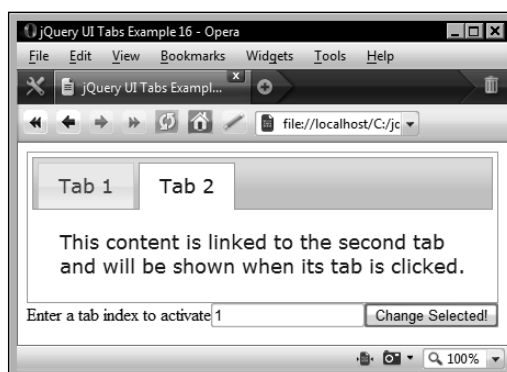 jQuery UI Tabs Example 16 - Opera
File Edit View Bookmarks Widgets Tools Help
jQuery UI Tabs Exampl...
file://localhost/C:/jc
Tab 1 Tab 2
This content is linked to the second tab
and will be shown when its tab is clicked.
Enter a tab index to activate 1 Change Selected!
100%